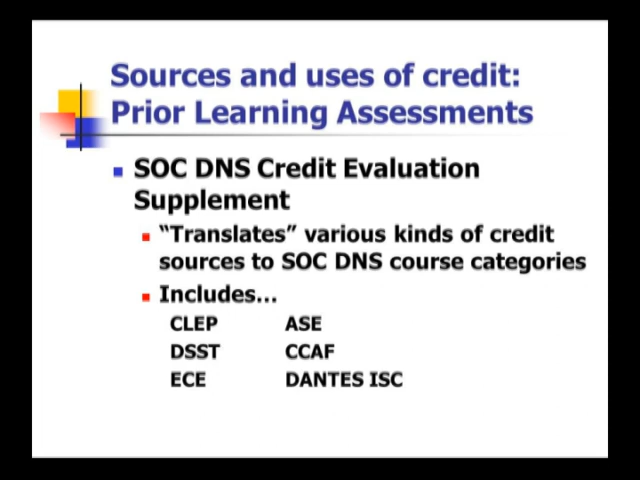 Sources and uses of credit:
Prior Learning Assessments
SOC DNS Credit Evaluation
Supplement
“Translates” various kinds of credit
sources to SOC DNS course categories
Includes…
CLEP ASE
DSST CCAF
ECE DANTES ISC